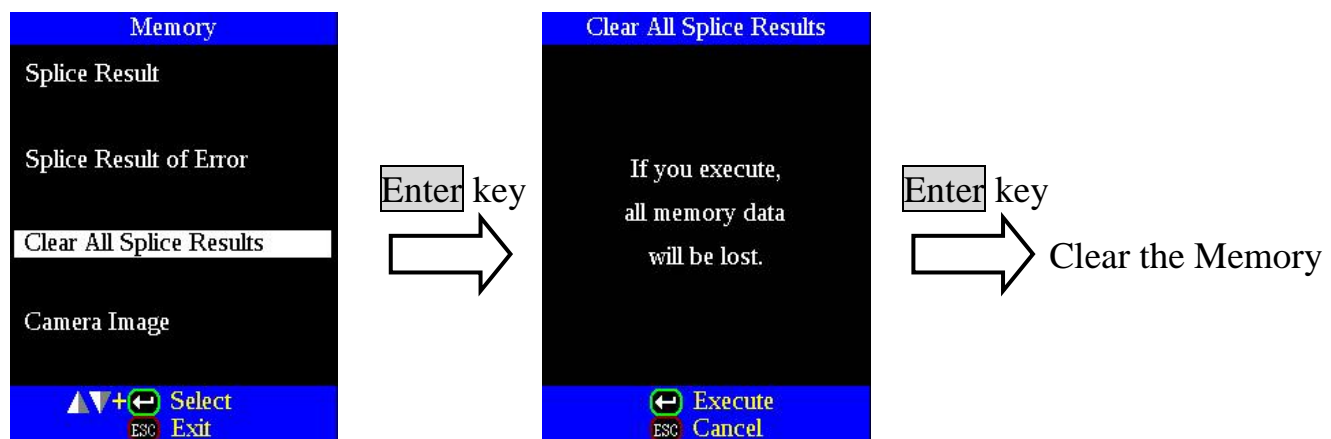 Memory
Splice Result
Splice Result of Error
Clear All Splice Results
Camera Image
+ Select
ESC Exit
Enter key
Clear All Splice Results
If you execute,
all memory data
will be lost.
Execute
ESC Cancel
Enter key
Clear the Memory